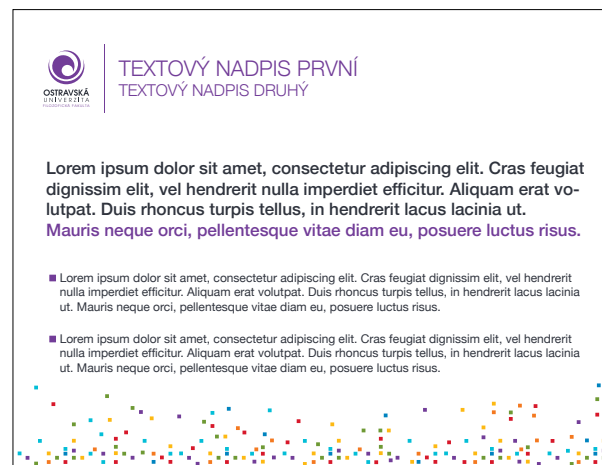 TEXTOVÝ NADPIS PRVNÍ
TEXTOVÝ NADPIS DRUHÝ
OSTRAVSKÁ
UNIVERZITA
FILOZOFICKÁ FAKULTA
Lorem ipsum dolor sit amet, consectetur adipiscing elit. Cras feugiat
dignissim elit, vel hendrerit nulla imperdiet efficitur. Aliquam erat vo-
lutpat. Duis rhoncus turpis tellus, in hendrerit lacus lacinia ut.
Mauris neque orci, pellentesque vitae diam eu, posuere luctus risus.
Lorem ipsum dolor sit amet, consectetur adipiscing elit. Cras feugiat dignissim elit, vel hendrerit
nulla imperdiet efficitur. Aliquam erat volutpat. Duis rhoncus turpis tellus, in hendrerit lacus lacinia
ut. Mauris neque orci, pellentesque vitae diam eu, posuere luctus risus.
Lorem ipsum dolor sit amet, consectetur adipiscing elit. Cras feugiat dignissim elit, vel hendrerit
nulla imperdiet efficitur. Aliquam erat volutpat. Duis rhoncus turpis tellus, in hendrerit lacus lacinia
ut. Mauris neque orci, pellentesque vitae diam eu, posuere luctus risus.